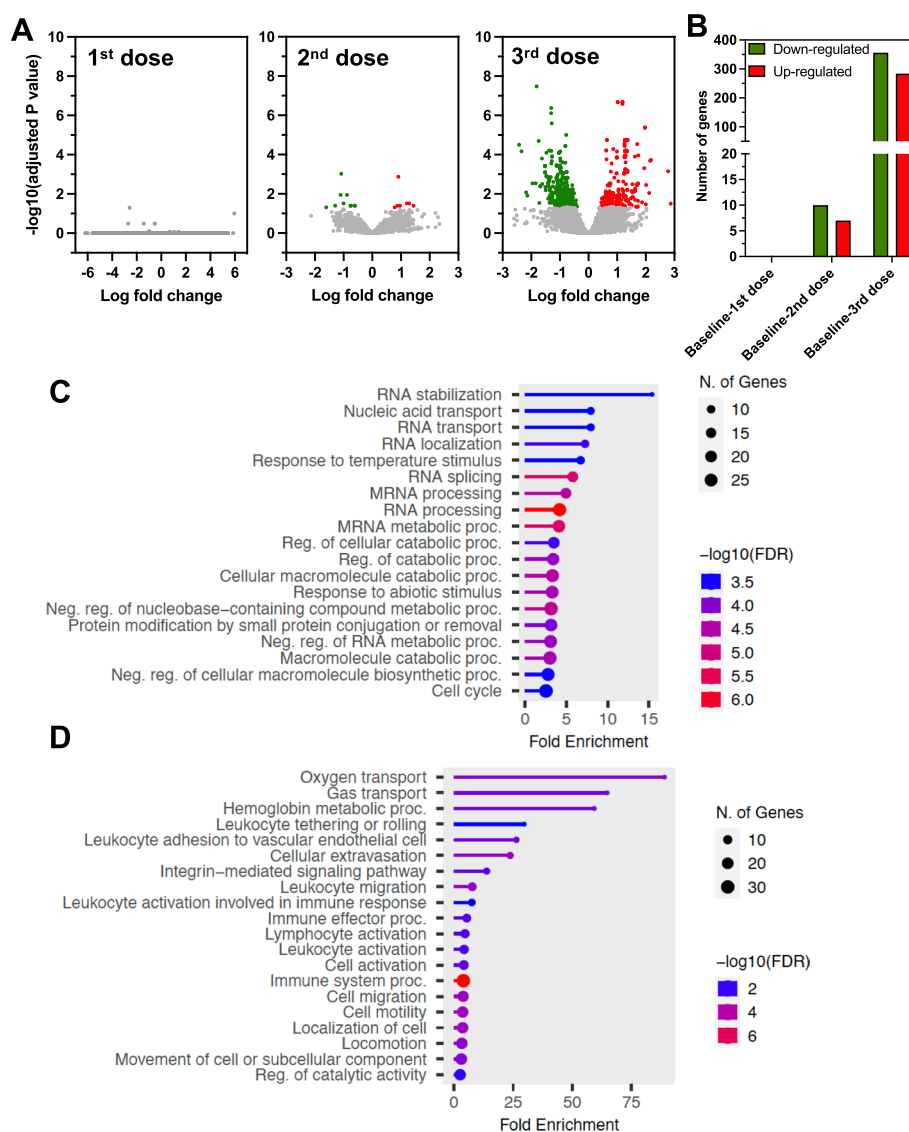 A
1st dose
2nd dose
3rd dose
-log10(adjusted P value)
10
8
6
4
2
0
-6 -4 -2 0 2 4 6
Log fold change
10
8
6
4
2
0
-3 -2 -1 0 1 2 3
Log fold change
10
8
6
4
2
0
-3 -2 -1 0 1 2 3
Log fold change
B
Number of genes
400
300
200
100
20
15
10
5
0
Down-regulated
Up-regulated
Baseline-1st dose
Baseline-2nd dose
Baseline-3rd dose
C
RNA stabilization
Nucleic acid transport
RNA transport
RNA localization
Response to temperature stimulus
RNA splicing
MRNA processing
RNA processing
MRNA metabolic proc.
Reg. of cellular catabolic proc.
Reg. of catabolic proc.
Cellular macromolecule catabolic proc.
Response to abiotic stimulus
Neg. reg. of nucleobase−containing compound metabolic proc.
Protein modification by small protein conjugation or removal
Neg. reg. of RNA metabolic proc.
Macromolecule catabolic proc.
Neg. reg. of cellular macromolecule biosynthetic proc.
Cell cycle
0 5 10 15
Fold Enrichment
N. of Genes
10
15
20
25
−log10(FDR)
3.5
4.0
4.5
5.0
5.5
6.0
D
Oxygen transport
Gas transport
Hemoglobin metabolic proc.
Leukocyte tethering or rolling
Leukocyte adhesion to vascular endothelial cell
Cellular extravasation
Integrin−mediated signaling pathway
Leukocyte migration
Leukocyte activation involved in immune response
Immune effector proc.
Lymphocyte activation
Leukocyte activation
Cell activation
Immune system proc.
Cell migration
Cell motility
Localization of cell
Locomotion
Movement of cell or subcellular component
Reg. of catalytic activity
0 25 50 75
Fold Enrichment
N. of Genes
10
20
30
−log10(FDR)
2
4
6